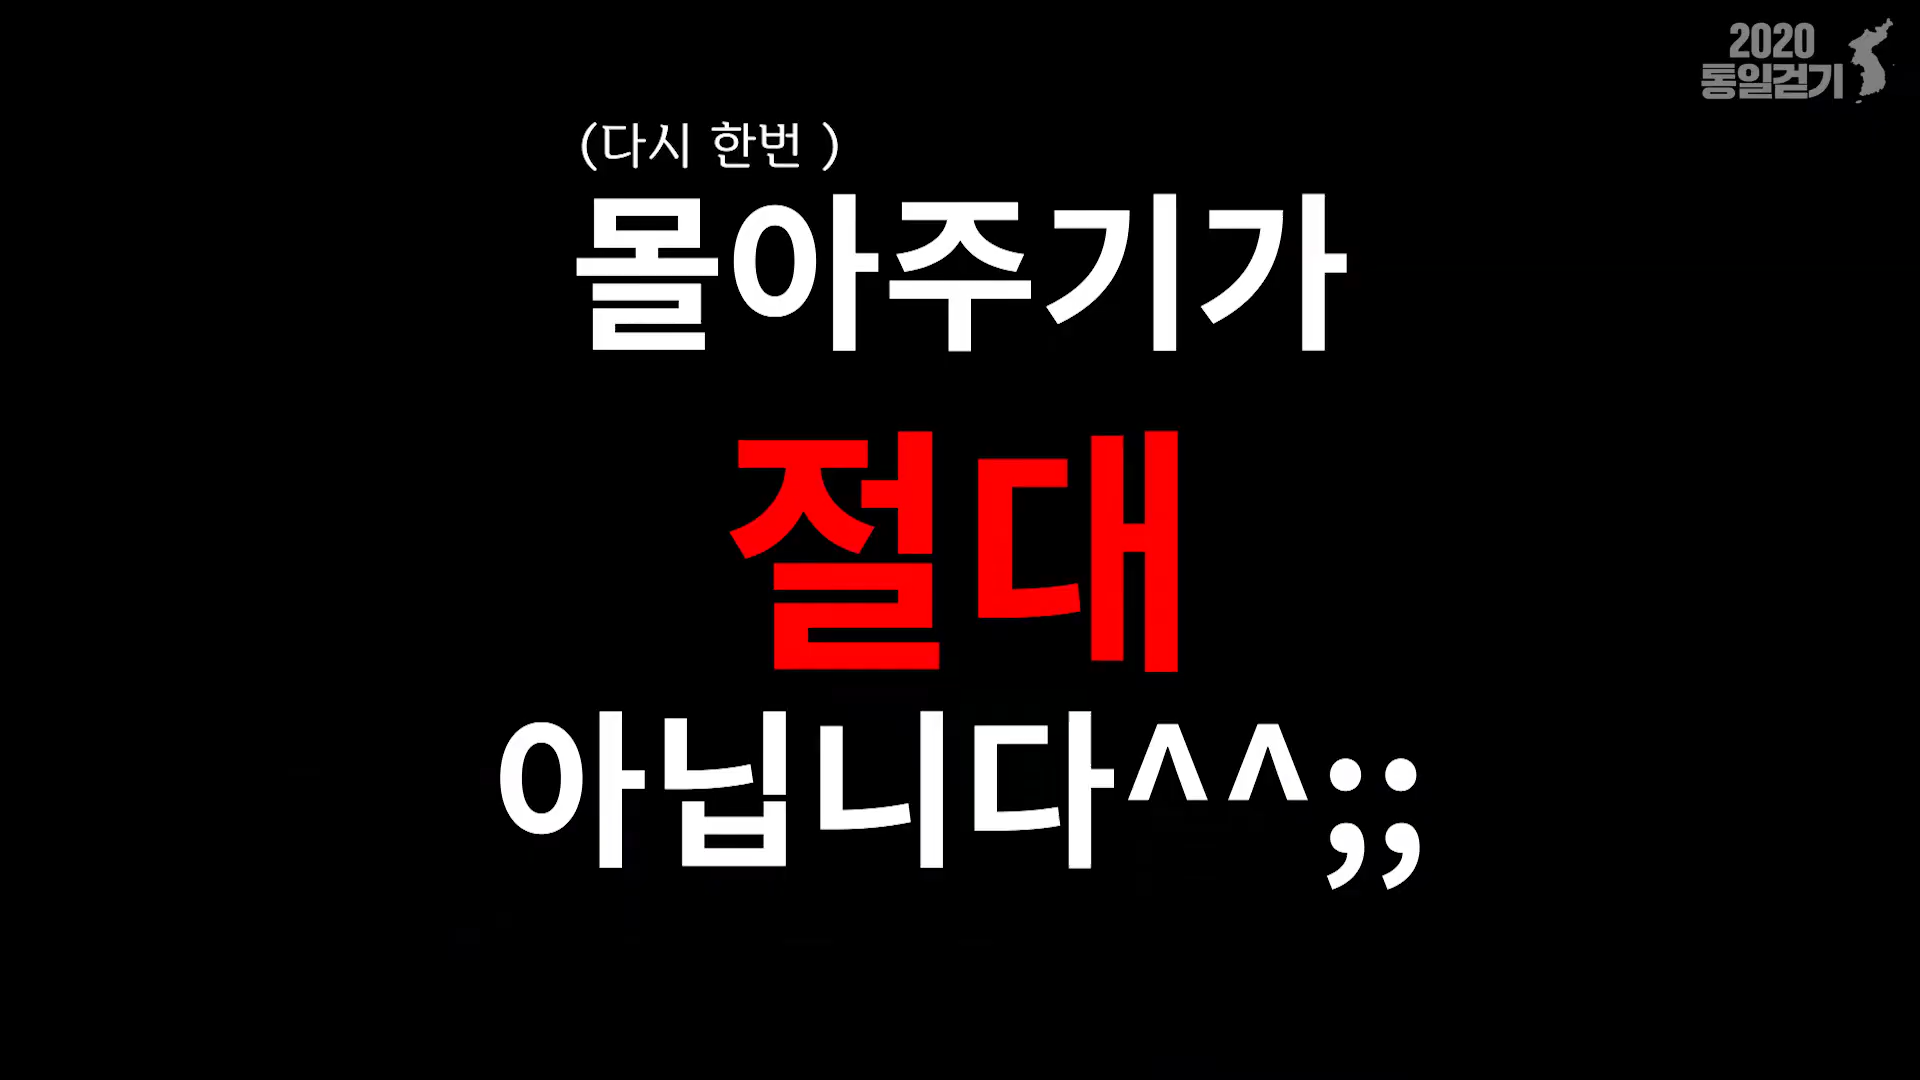 2020
통일걷기
(다시 한번 )
몰아주기가
절대
아닙니다^^;;